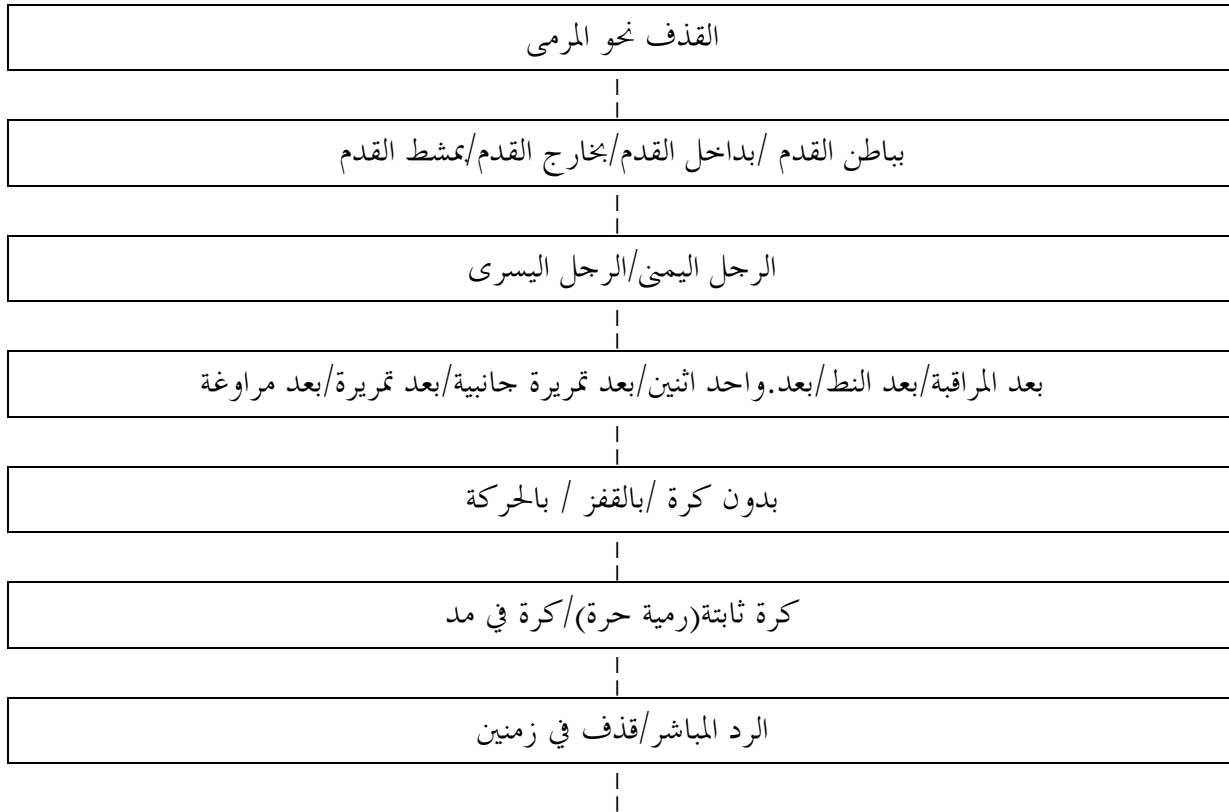 القذف نحو المرمى
بباطن القدم /بداخل القدم/بخارج القدم/بمشط القدم
الرجل اليمنى/الرجل اليسرى
بعد المراقبة/بعد النط/بعد.واحد اثنين/بعد تمريرة جانبية/بعد تمريرة/بعد مراوغة
بدون كرة /بالقفز / بالحركة
كرة ثابتة(رمية حرة)/كرة في مد
الرد المباشر/قذف في زمنين